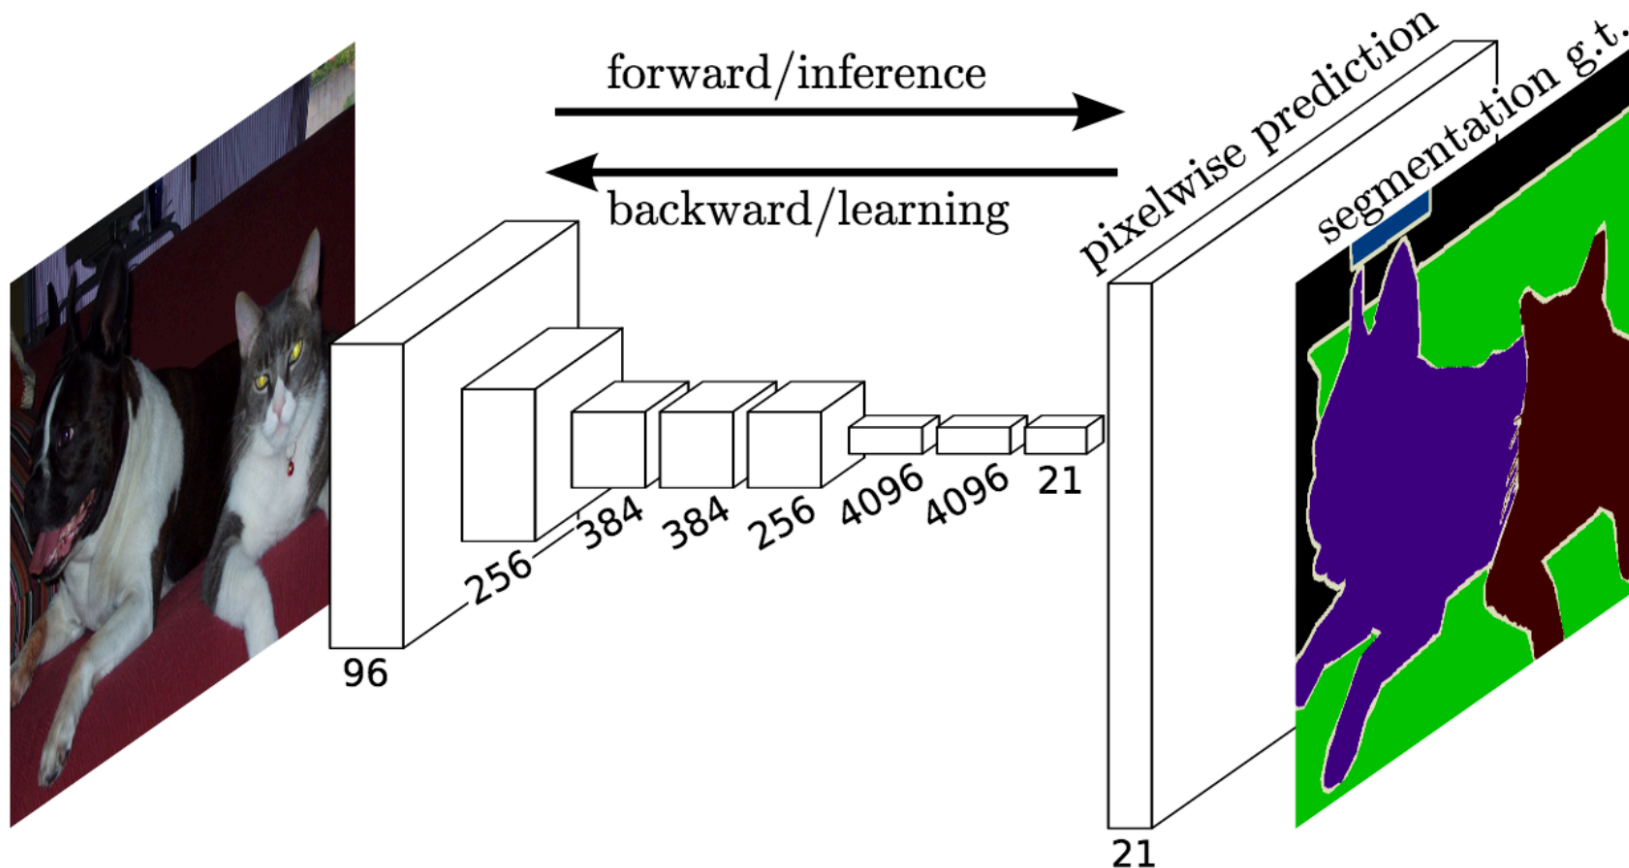 forward/inference
backward/learning
pixelwise prediction
segmentation g.t.
96
256
384
384
256
4096
4096
21
21